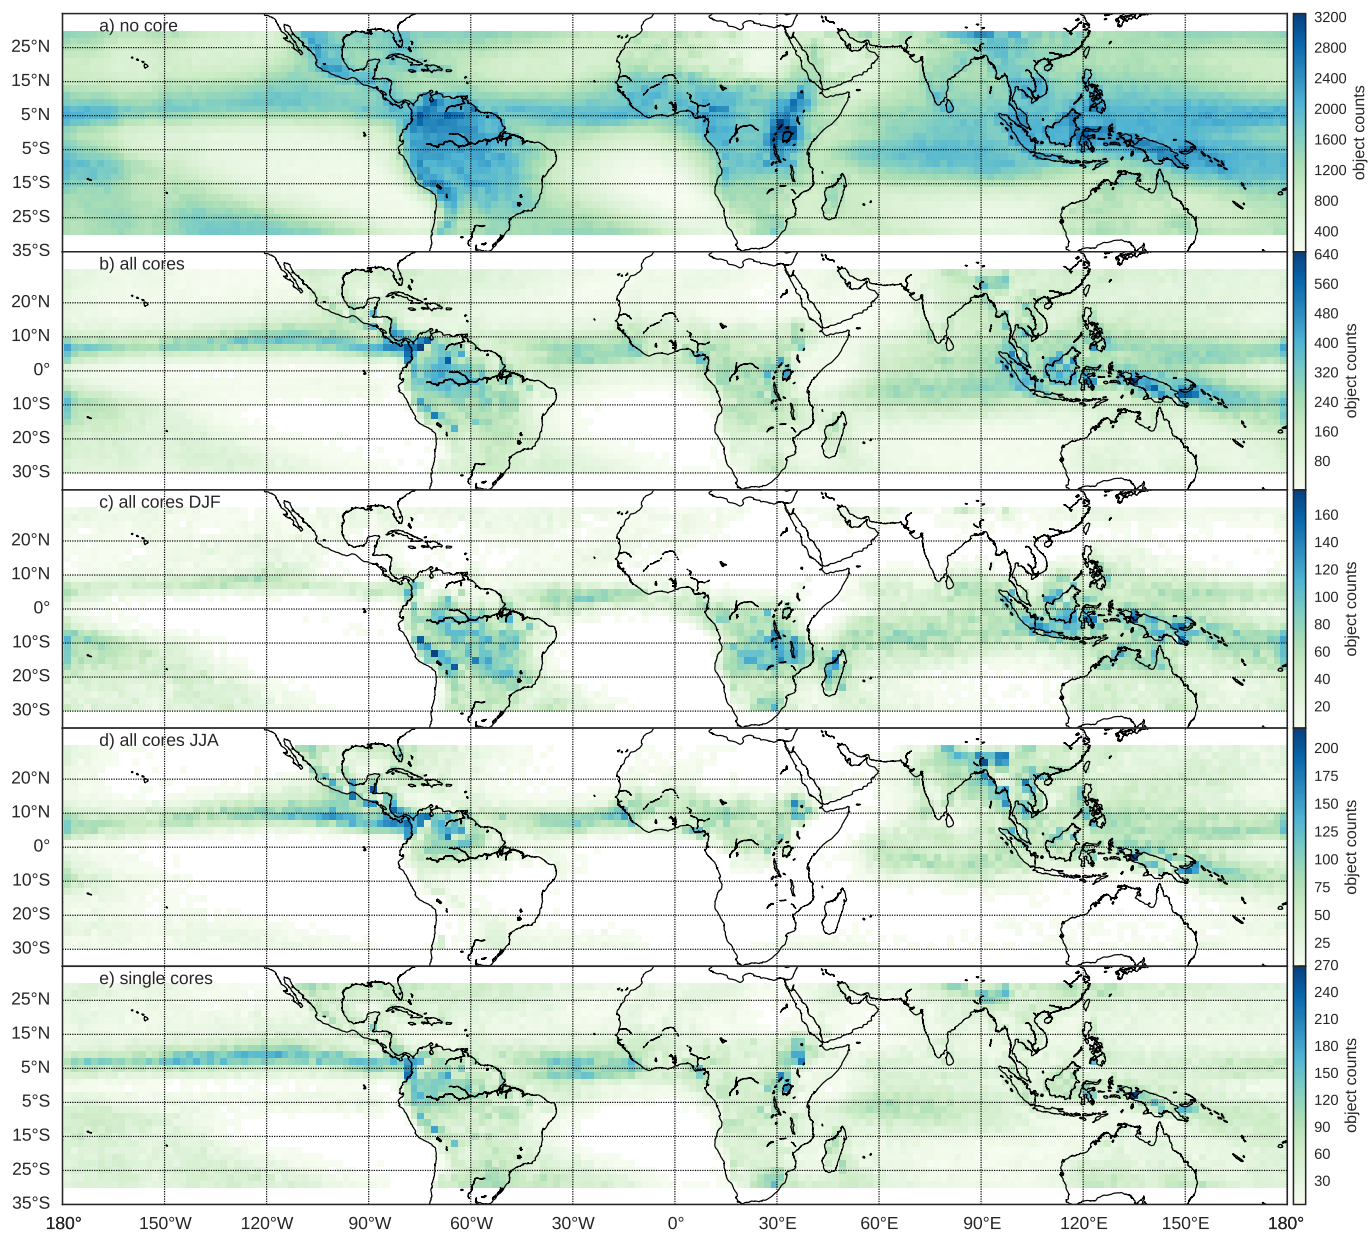 a) no core
25°N
15°N
5°N
5°S
15°S
25°S
35°S
3200
2800
2400
2000
1600
1200
800
400
object counts
b) all cores
20°N
10°N
0°
10°S
20°S
30°S
640
560
480
400
320
240
160
80
object counts
c) all cores DJF
20°N
10°N
0°
10°S
20°S
30°S
160
140
120
100
80
60
40
20
object counts
d) all cores JJA
20°N
10°N
0°
10°S
20°S
30°S
200
175
150
125
100
75
50
25
object counts
e) single cores
25°N
15°N
5°N
5°S
15°S
25°S
35°S
270
240
210
180
150
120
90
60
30
object counts
180° 150°W 120°W 90°W 60°W 30°W 0° 30°E 60°E 90°E 120°E 150°E 180°